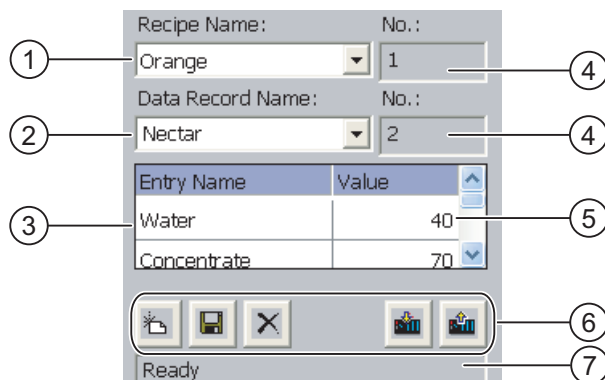 Recipe Name: No.:
1 Orange 1 4
Data Record Name: No.:
2 Nectar 2 4
Entry Name Value
3 Water 40 5
Concentrate 70
6
Ready 7